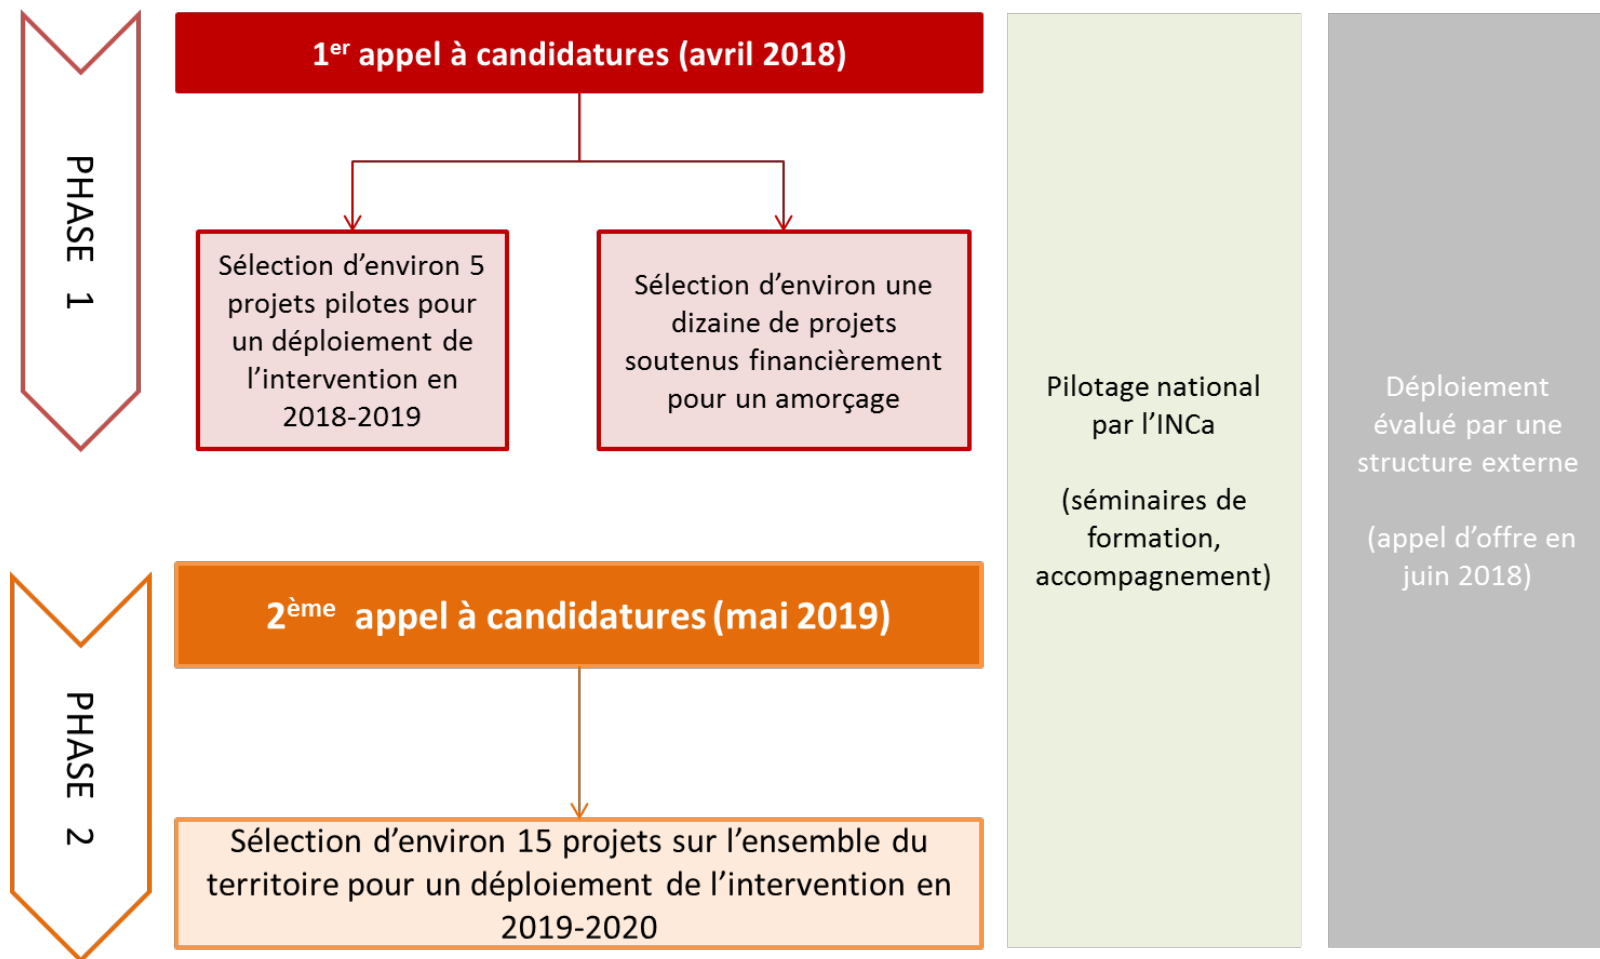 PHASE 1
1er appel à candidatures (avril 2018)
Sélection d’environ 5
projets pilotes pour
un déploiement de
l’intervention en
2018-2019
Sélection d’environ une
dizaine de projets
soutenus financièrement
pour un amorçage
PHASE 2
2ème appel à candidatures (mai 2019)
Sélection d’environ 15 projets sur l’ensemble du
territoire pour un déploiement de l’intervention en
2019-2020
Pilotage national
par l’INCa
(séminaires de
formation,
accompagnement)
Déploiement
évalué par une
structure externe
(appel d’offre en
juin 2018)